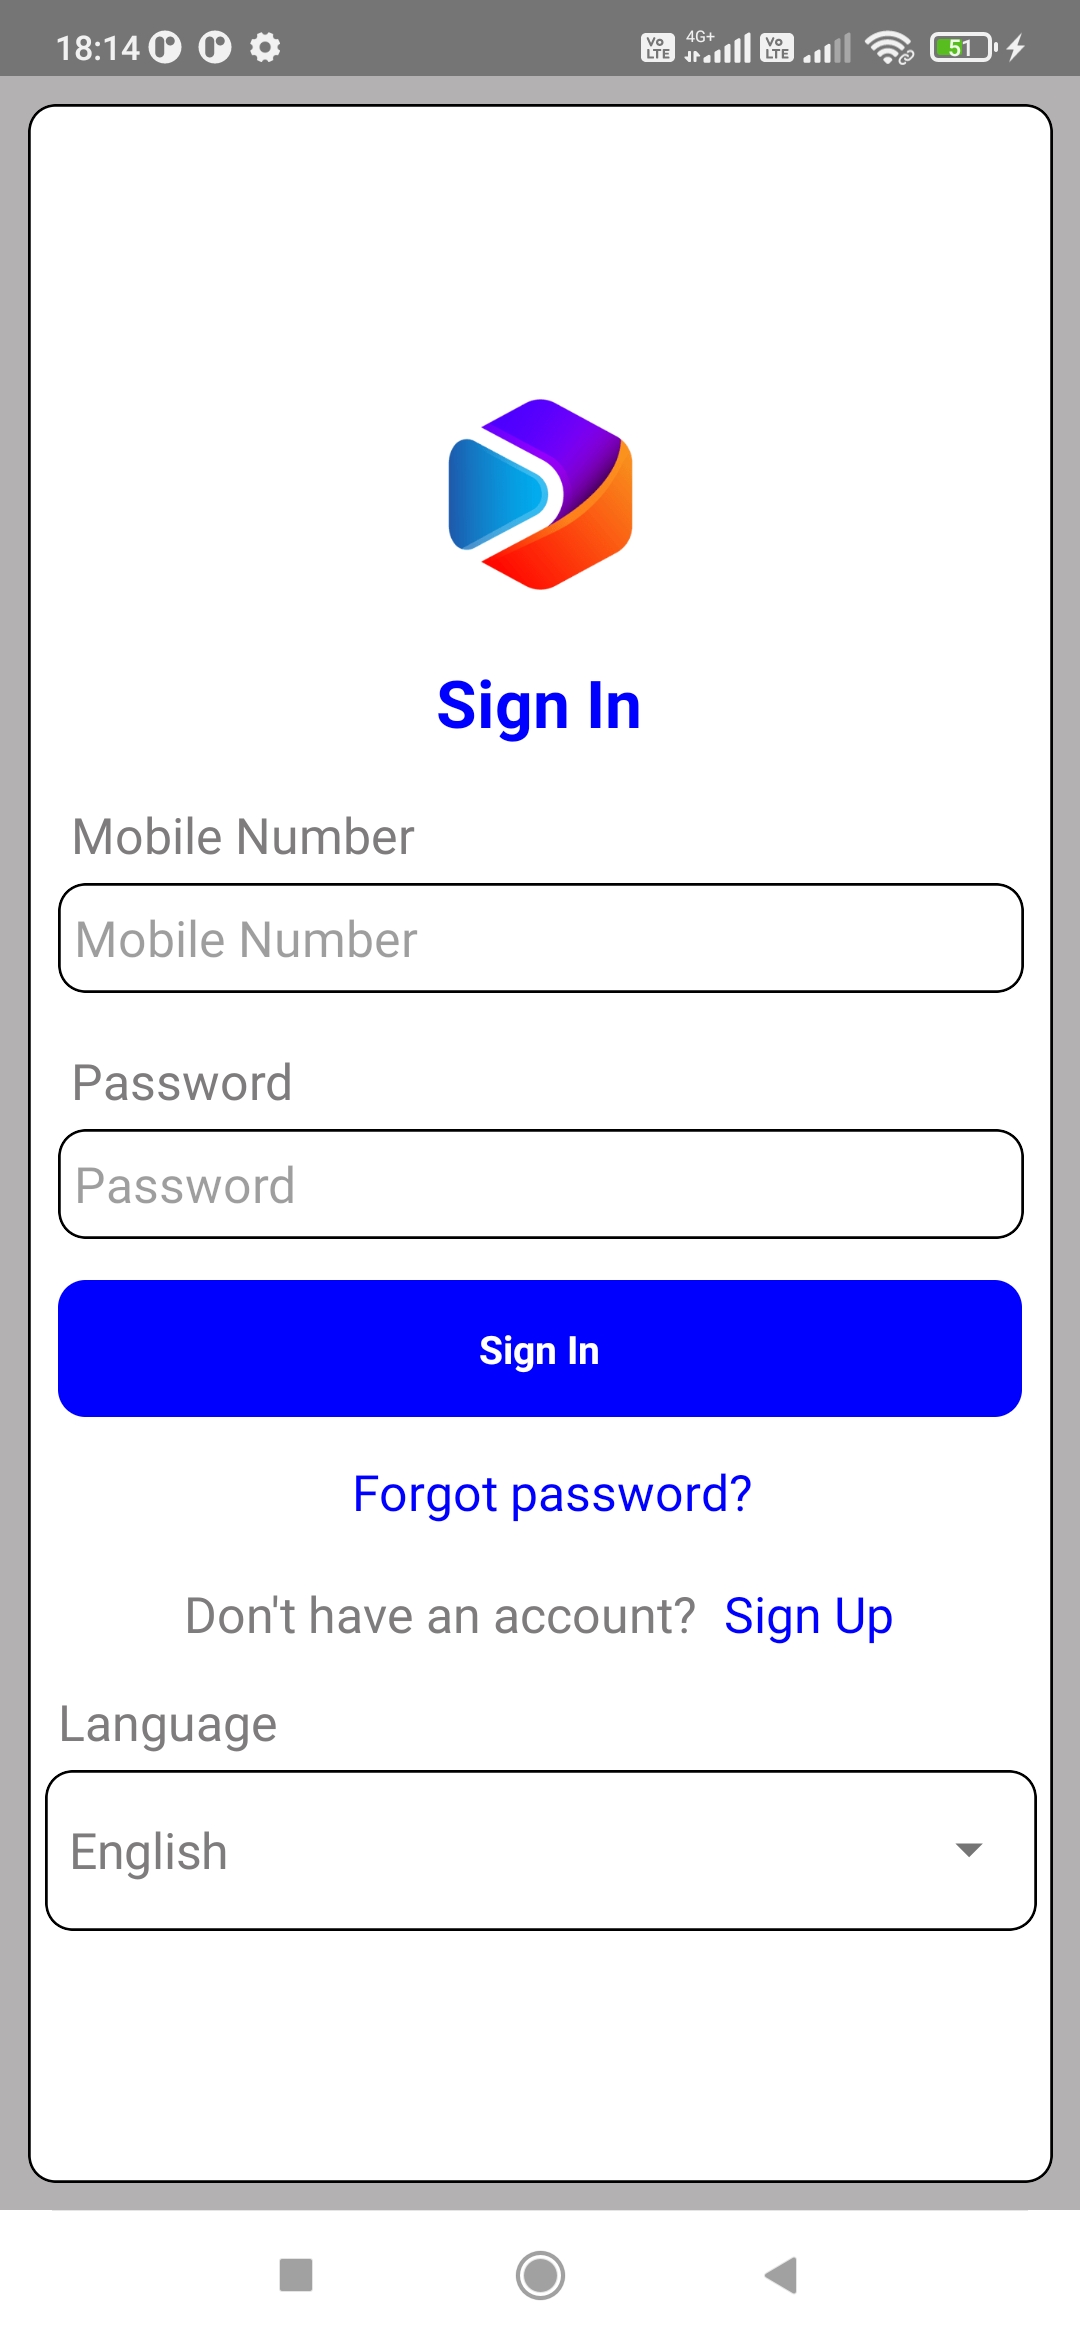 18:14 Vo LTE 4G+ Vo LTE 51
Sign In
Mobile Number
Mobile Number
Password
Password
Sign In
Forgot password?
Don't have an account? Sign Up
Language
English